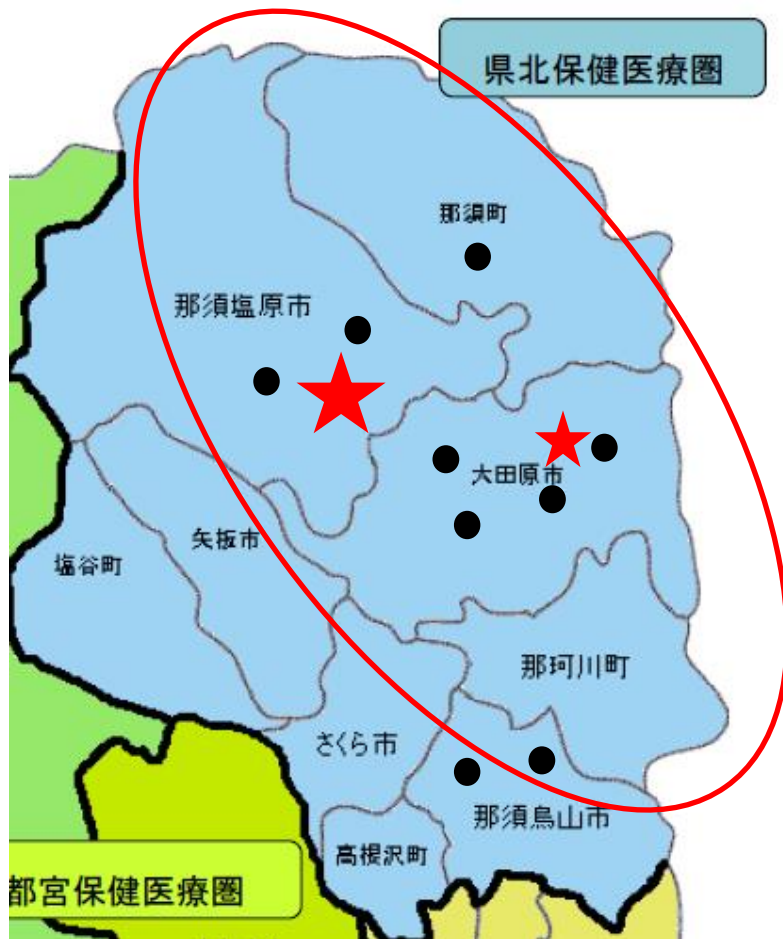 県北保健医療圏
那須町
那須塩原市
大田原市
矢板市
塩谷町
那珂川町
さくら市
那須烏山市
高根沢町
都宮保健医療圏